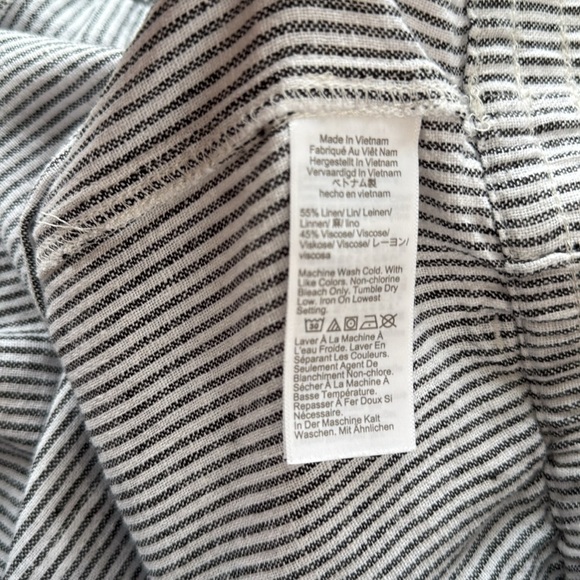 Made In Vietnam
Fabriqué Au Viêt Nam
Hergestellt In Vietnam
Vervaardigd In Vietnam
ベトナム製
hecho en vietnam
55% Linen/ Lin/ Leinen/
Linnen/ 麻/ lino
45% Viscose/ Viscose/
Viskose/ Viscose/ レーヨン/
viscosa
Machine Wash Cold. With
Like Colors. Non-chlorine
Bleach Only. Tumble Dry
Low. Iron On Lowest
Setting.
Laver À La Machine À
L'eau Froide. Laver En
Séparant Les Couleurs.
Seulement Agent De
Blanchiment Non-chlore.
Sécher À La Machine À
Basse Température.
Repasser À Fer Doux Si
Nécessaire.
In Der Maschine Kalt
Waschen. Mit Ähnlichen